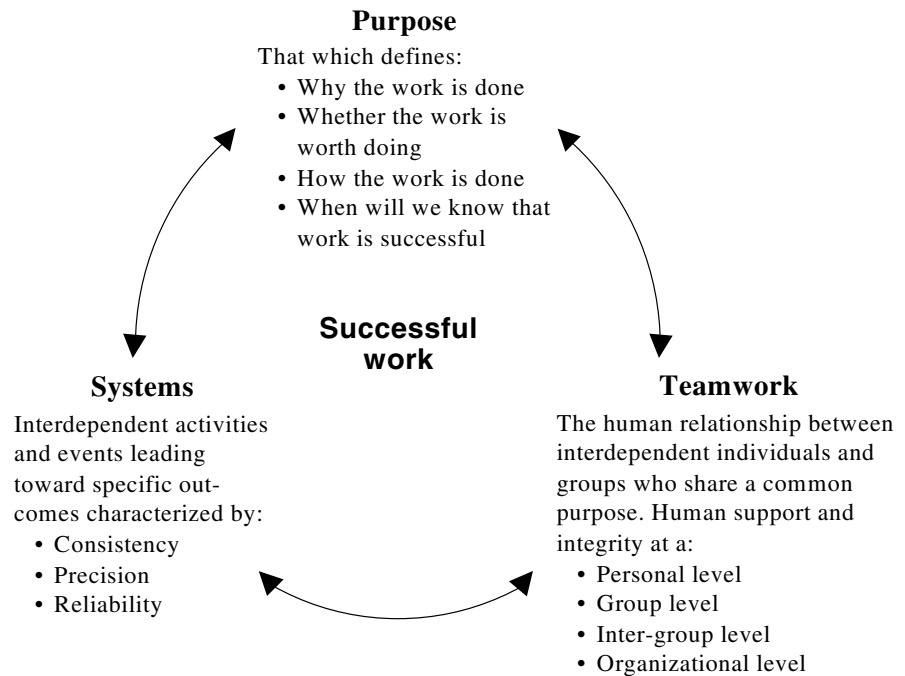 Purpose
That which defines:
• Why the work is done
• Whether the work is
worth doing
• How the work is done
• When will we know that
work is successful
Successful
work
Systems
Interdependent activities
and events leading
toward specific out-
comes characterized by:
• Consistency
• Precision
• Reliability
Teamwork
The human relationship between
interdependent individuals and
groups who share a common
purpose. Human support and
integrity at a:
• Personal level
• Group level
• Inter-group level
• Organizational level